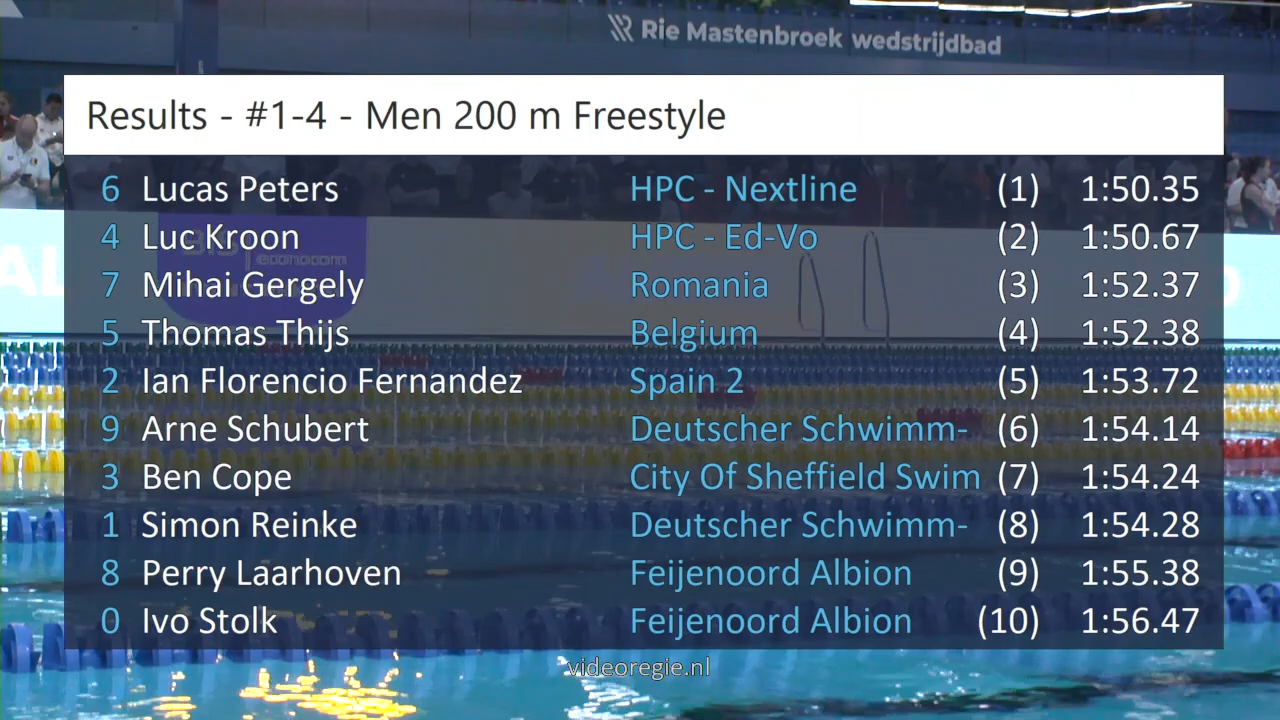 Rie Mastenbroek wedstrijdbad
Results - #1-4 - Men 200 m Freestyle
6 Lucas Peters HPC - Nextline (1) 1:50.35
4 Luc Kroon HPC - Ed-Vo (2) 1:50.67
7 Mihai Gergely Romania (3) 1:52.37
5 Thomas Thijs Belgium (4) 1:52.38
2 Ian Florencio Fernandez Spain 2 (5) 1:53.72
9 Arne Schubert Deutscher Schwimm- (6) 1:54.14
3 Ben Cope City Of Sheffield Swim (7) 1:54.24
1 Simon Reinke Deutscher Schwimm- (8) 1:54.28
8 Perry Laarhoven Feijenoord Albion (9) 1:55.38
0 Ivo Stolk Feijenoord Albion (10) 1:56.47
videoregie.nl